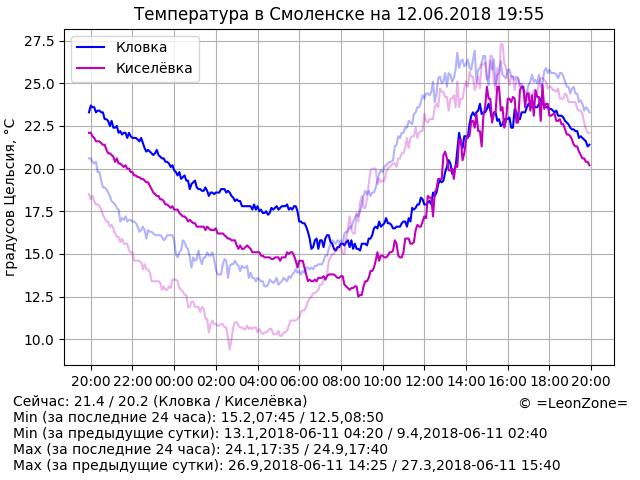 Температура в Смоленске на 12.06.2018 19:55
27.5
25.0
22.5
20.0
17.5
15.0
12.5
10.0
градусов Цельсия, °C
Кловка
Киселёвка
20:00 22:00 00:00 02:00 04:00 06:00 08:00 10:00 12:00 14:00 16:00 18:00 20:00
Сейчас: 21.4 / 20.2 (Кловка / Киселёвка)
© =LeonZone=
Min (за последние 24 часа): 15.2,07:45 / 12.5,08:50
Min (за предыдущие сутки): 13.1,2018-06-11 04:20 / 9.4,2018-06-11 02:40
Max (за последние 24 часа): 24.1,17:35 / 24.9,17:40
Max (за предыдущие сутки): 26.9,2018-06-11 14:25 / 27.3,2018-06-11 15:40